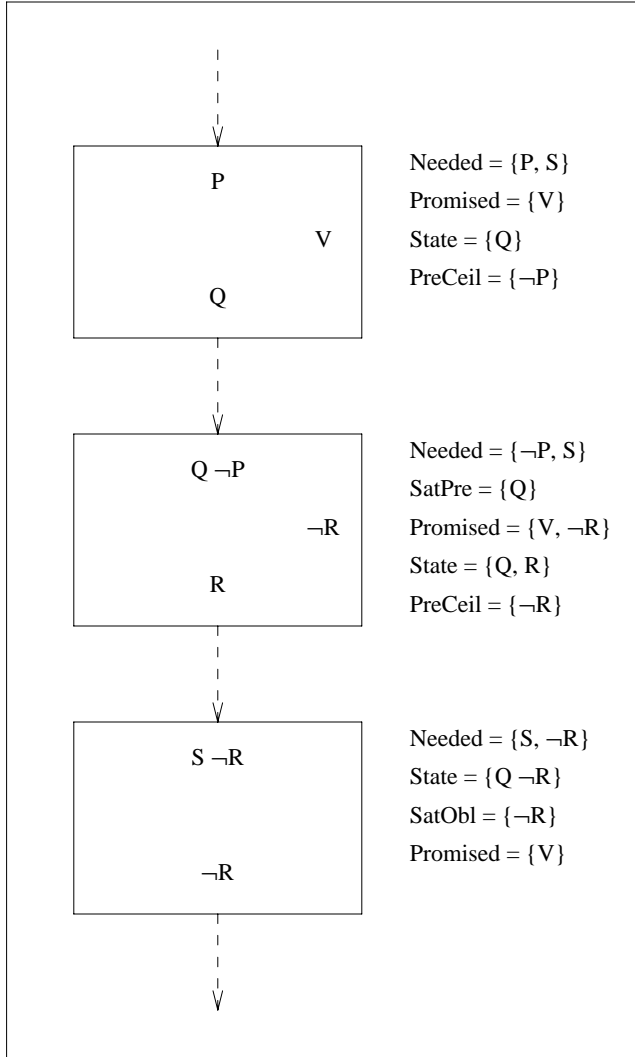 P
V
Q
Needed = {P, S}
Promised = {V}
State = {Q}
PreCeil = {¬P}
Q ¬P
¬R
R
Needed = {¬P, S}
SatPre = {Q}
Promised = {V, ¬R}
State = {Q, R}
PreCeil = {¬R}
S ¬R
¬R
Needed = {S, ¬R}
State = {Q ¬R}
SatObl = {¬R}
Promised = {V}